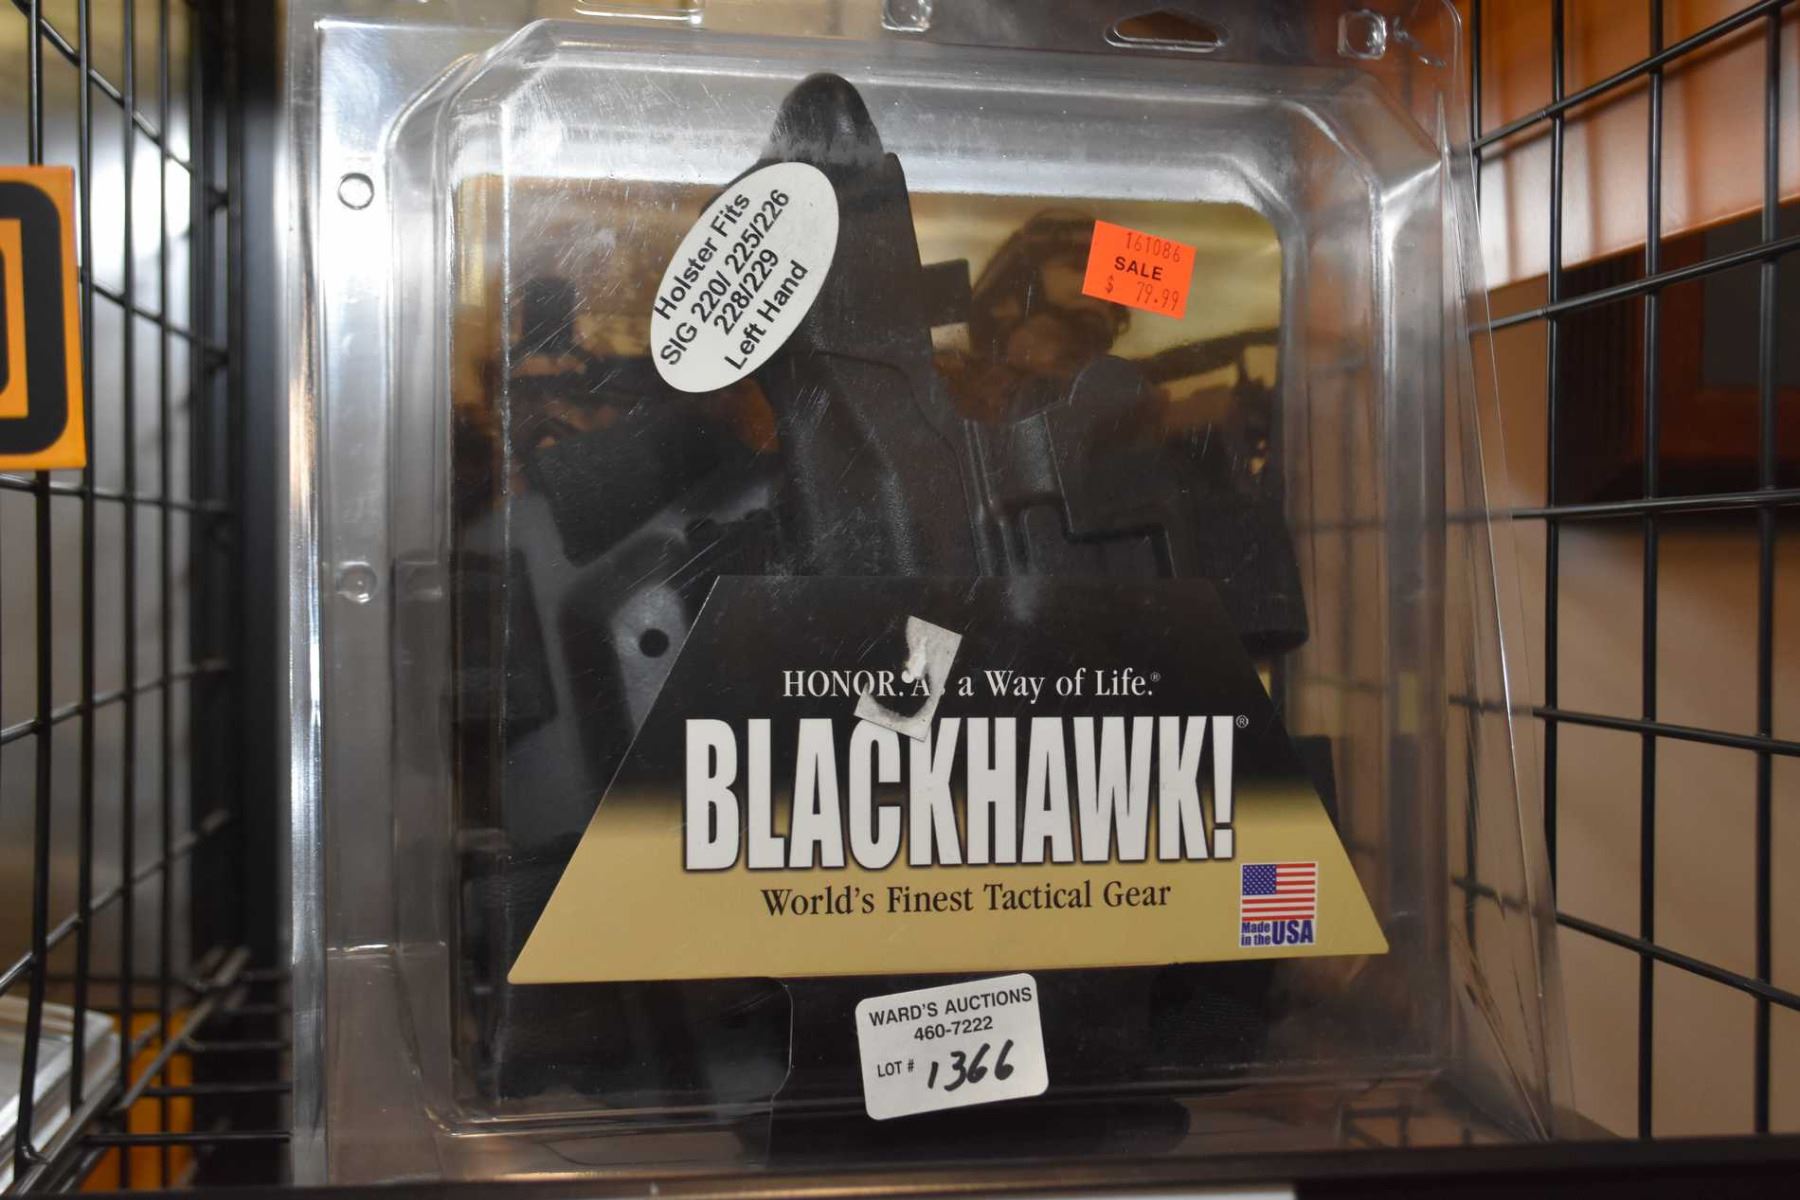 Holster Fits
SIG 220/ 225/226
228/229
Left Hand
161086
SALE
$ 79.99
HONOR. As a Way of Life.®
BLACKHAWK!®
World's Finest Tactical Gear
Made
in the USA
WARD'S AUCTIONS
460-7222
LOT # 1366